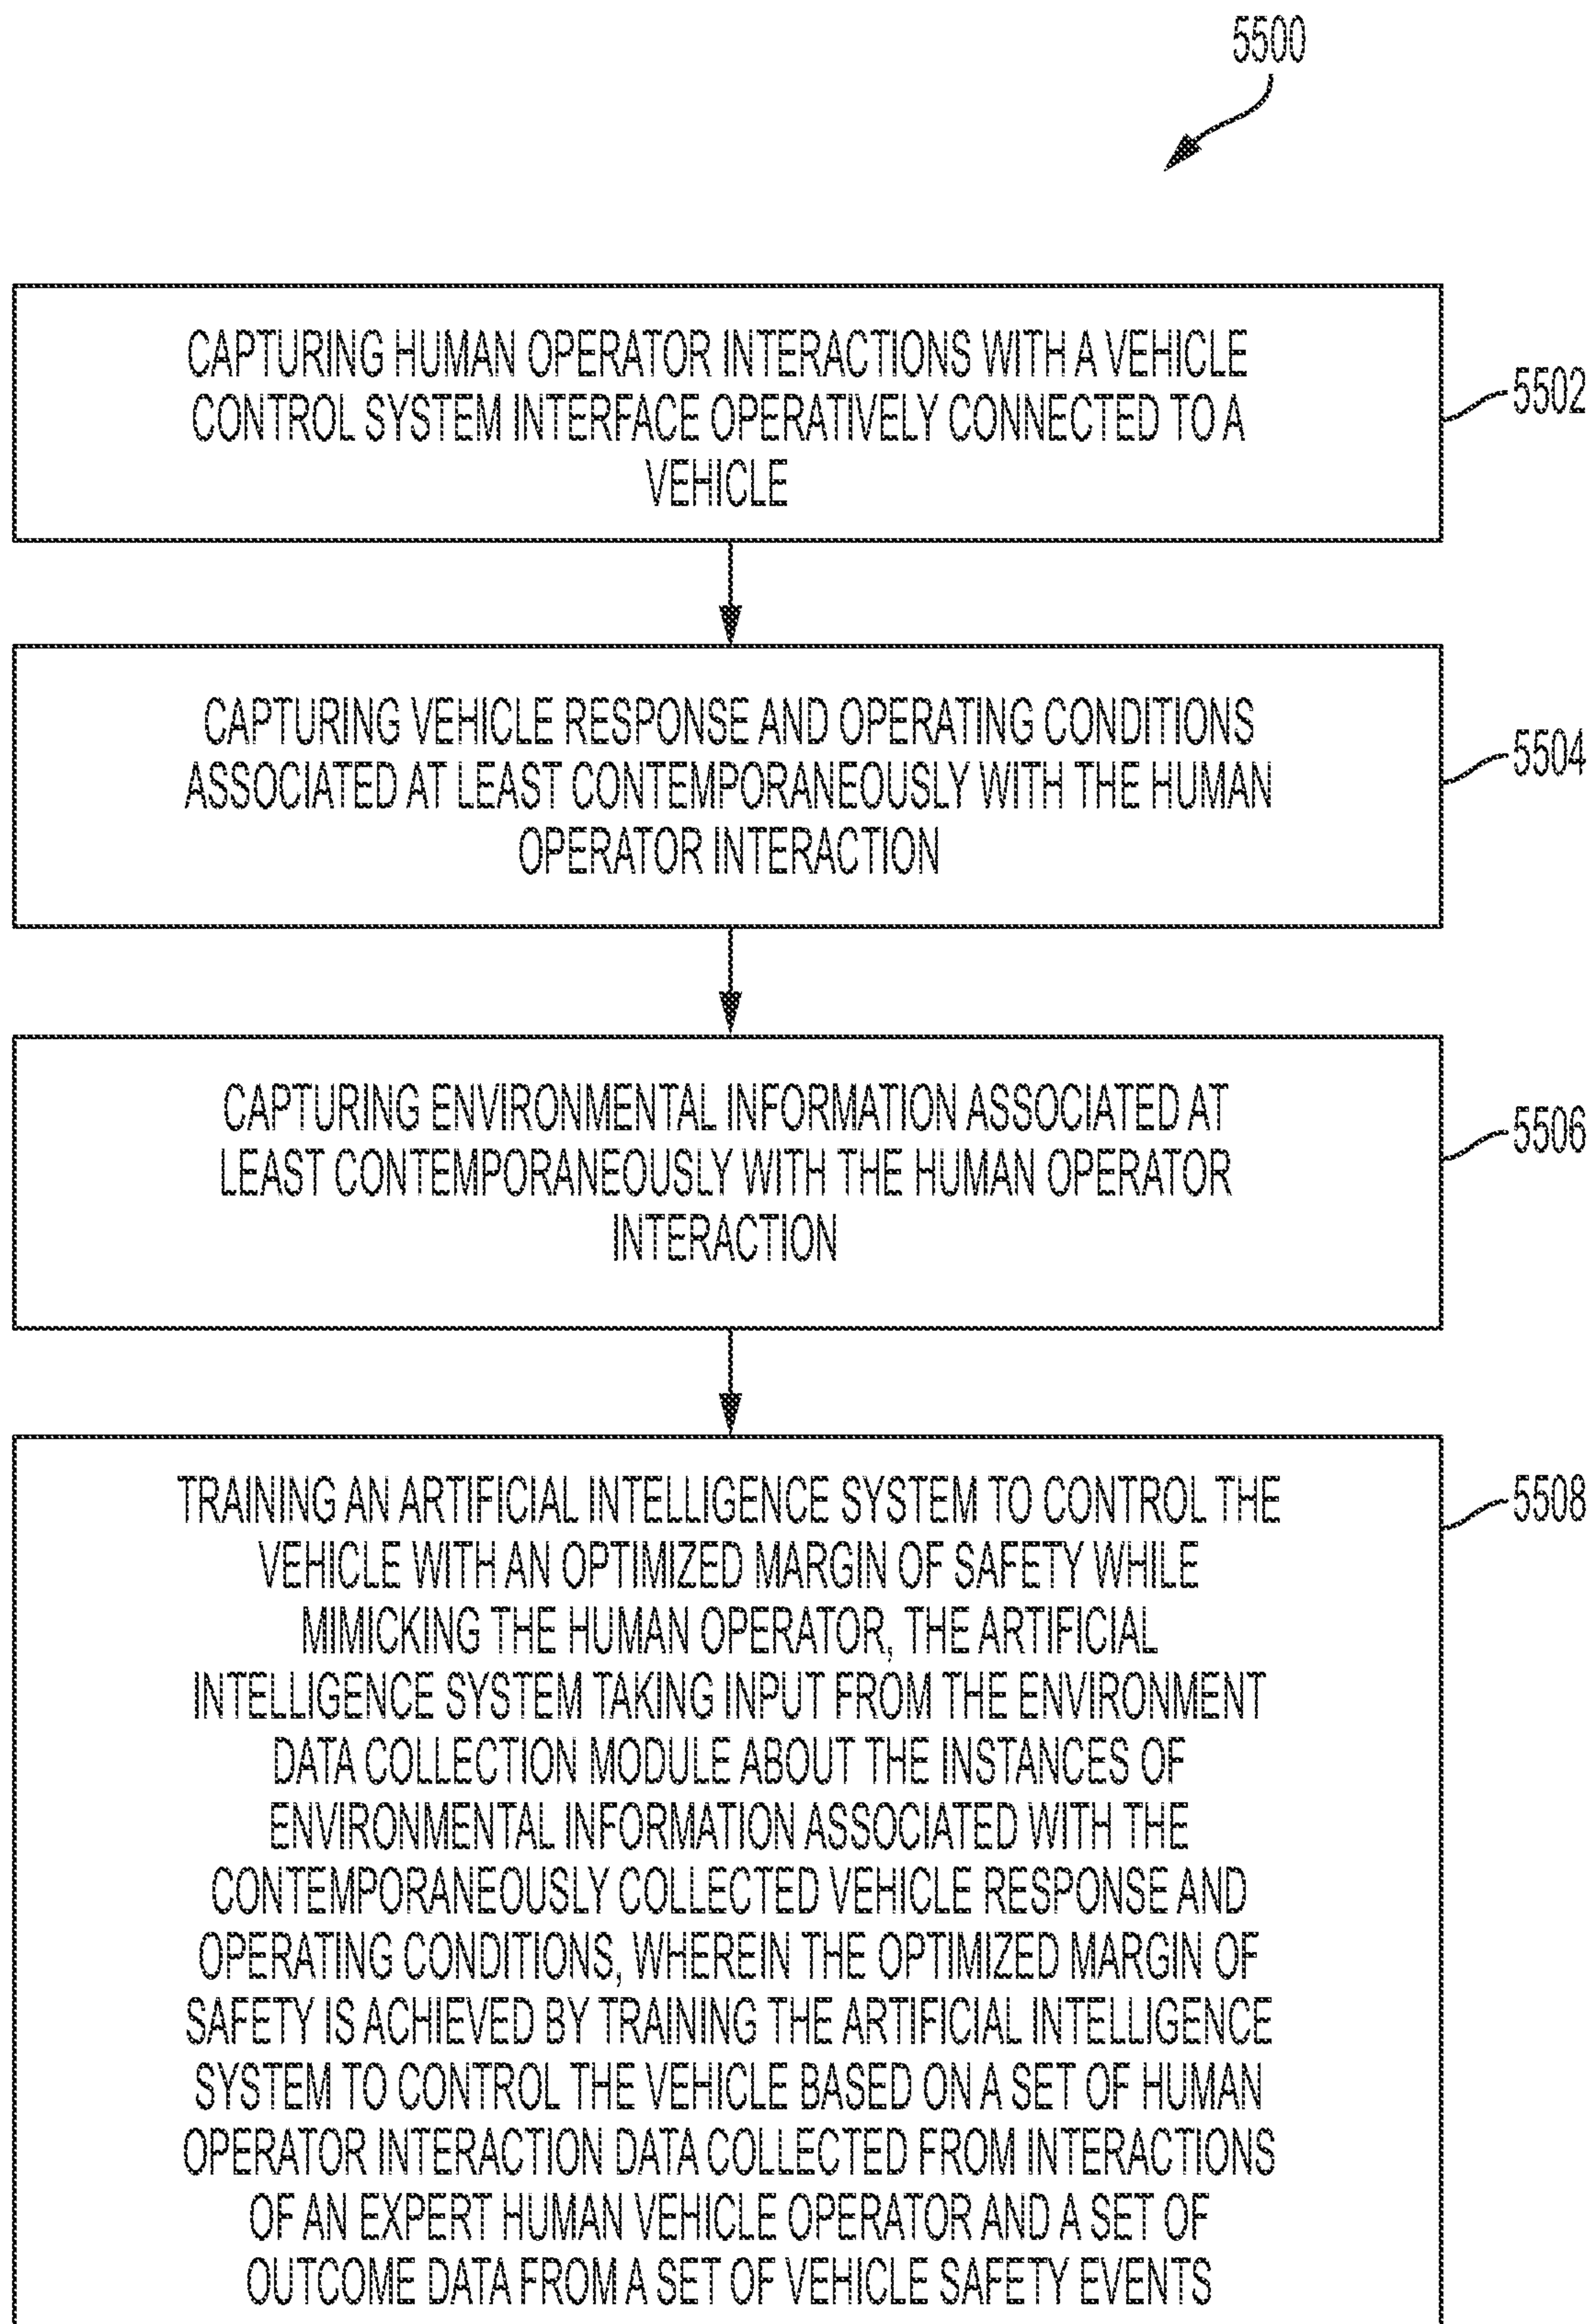 5500
CAPTURING HUMAN OPERATOR INTERACTIONS WITH A VEHICLE
CONTROL SYSTEM INTERFACE OPERATIVELY CONNECTED TO A
VEHICLE
5502
CAPTURING VEHICLE RESPONSE AND OPERATING CONDITIONS
ASSOCIATED AT LEAST CONTEMPORANEOUSLY WITH THE HUMAN
OPERATOR INTERACTION
5504
CAPTURING ENVIRONMENTAL INFORMATION ASSOCIATED AT
LEAST CONTEMPORANEOUSLY WITH THE HUMAN OPERATOR
INTERACTION
5506
TRAINING AN ARTIFICIAL INTELLIGENCE SYSTEM TO CONTROL THE
VEHICLE WITH AN OPTIMIZED MARGIN OF SAFETY WHILE
MIMICKING THE HUMAN OPERATOR, THE ARTIFICIAL
INTELLIGENCE SYSTEM TAKING INPUT FROM THE ENVIRONMENT
DATA COLLECTION MODULE ABOUT THE INSTANCES OF
ENVIRONMENTAL INFORMATION ASSOCIATED WITH THE
CONTEMPORANEOUSLY COLLECTED VEHICLE RESPONSE AND
OPERATING CONDITIONS, WHEREIN THE OPTIMIZED MARGIN OF
SAFETY IS ACHIEVED BY TRAINING THE ARTIFICIAL INTELLIGENCE
SYSTEM TO CONTROL THE VEHICLE BASED ON A SET OF HUMAN
OPERATOR INTERACTION DATA COLLECTED FROM INTERACTIONS
OF AN EXPERT HUMAN VEHICLE OPERATOR AND A SET OF
OUTCOME DATA FROM A SET OF VEHICLE SAFETY EVENTS
5508